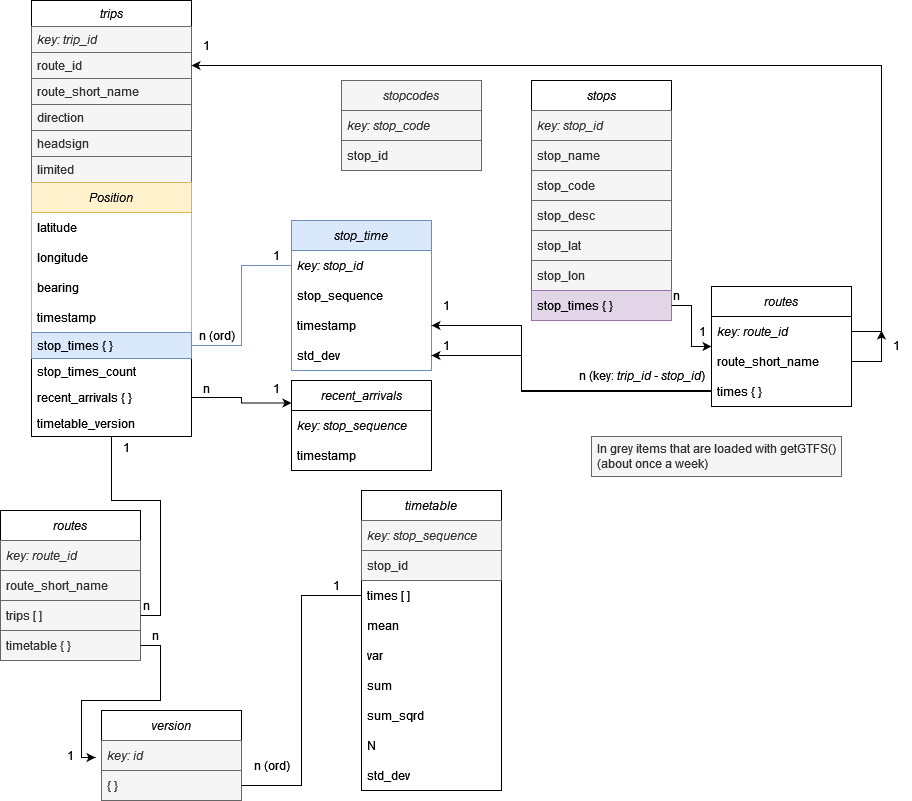 trips
key: trip_id
route_id
route_short_name
direction
headsign
limited
Position
latitude
longitude
bearing
timestamp
stop_times { }
stop_times_count
recent_arrivals { }
timetable_version
1
stopcodes
key: stop_code
stop_id
stops
key: stop_id
stop_name
stop_code
stop_desc
stop_lat
stop_lon
stop_times { }
n
1
stop_time
key: stop_id
stop_sequence
timestamp
std_dev
1
n (ord)
1
1
n (key: trip_id - stop_id)
routes
key: route_id
route_short_name
times { }
1
n
1
recent_arrivals
key: stop_sequence
timestamp
In grey items that are loaded with getGTFS()
(about once a week)
1
routes
key: route_id
route_short_name
trips [ ]
timetable { }
n
n
timetable
key: stop_sequence
stop_id
times [ ]
mean
var
sum
sum_sqrd
N
std_dev
1
version
key: id
{ }
1
n (ord)